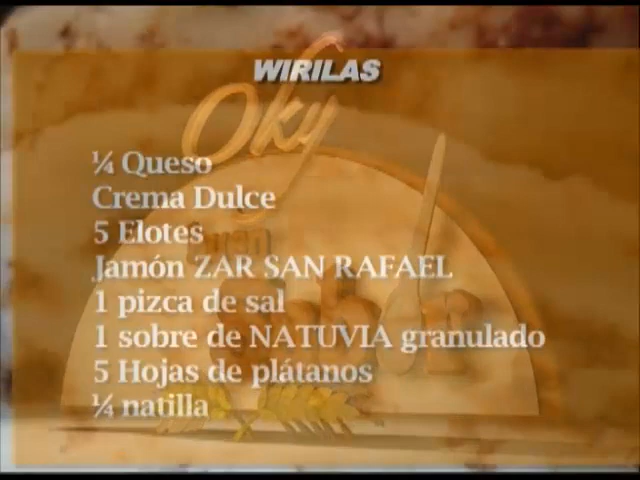 WIRILAS
Oky
¼ Queso
Crema Dulce
5 Elotes
Jamón ZAR SAN RAFAEL
1 pizca de sal
1 sobre de NATUVIA granulado
5 Hojas de plátanos
¼ natilla